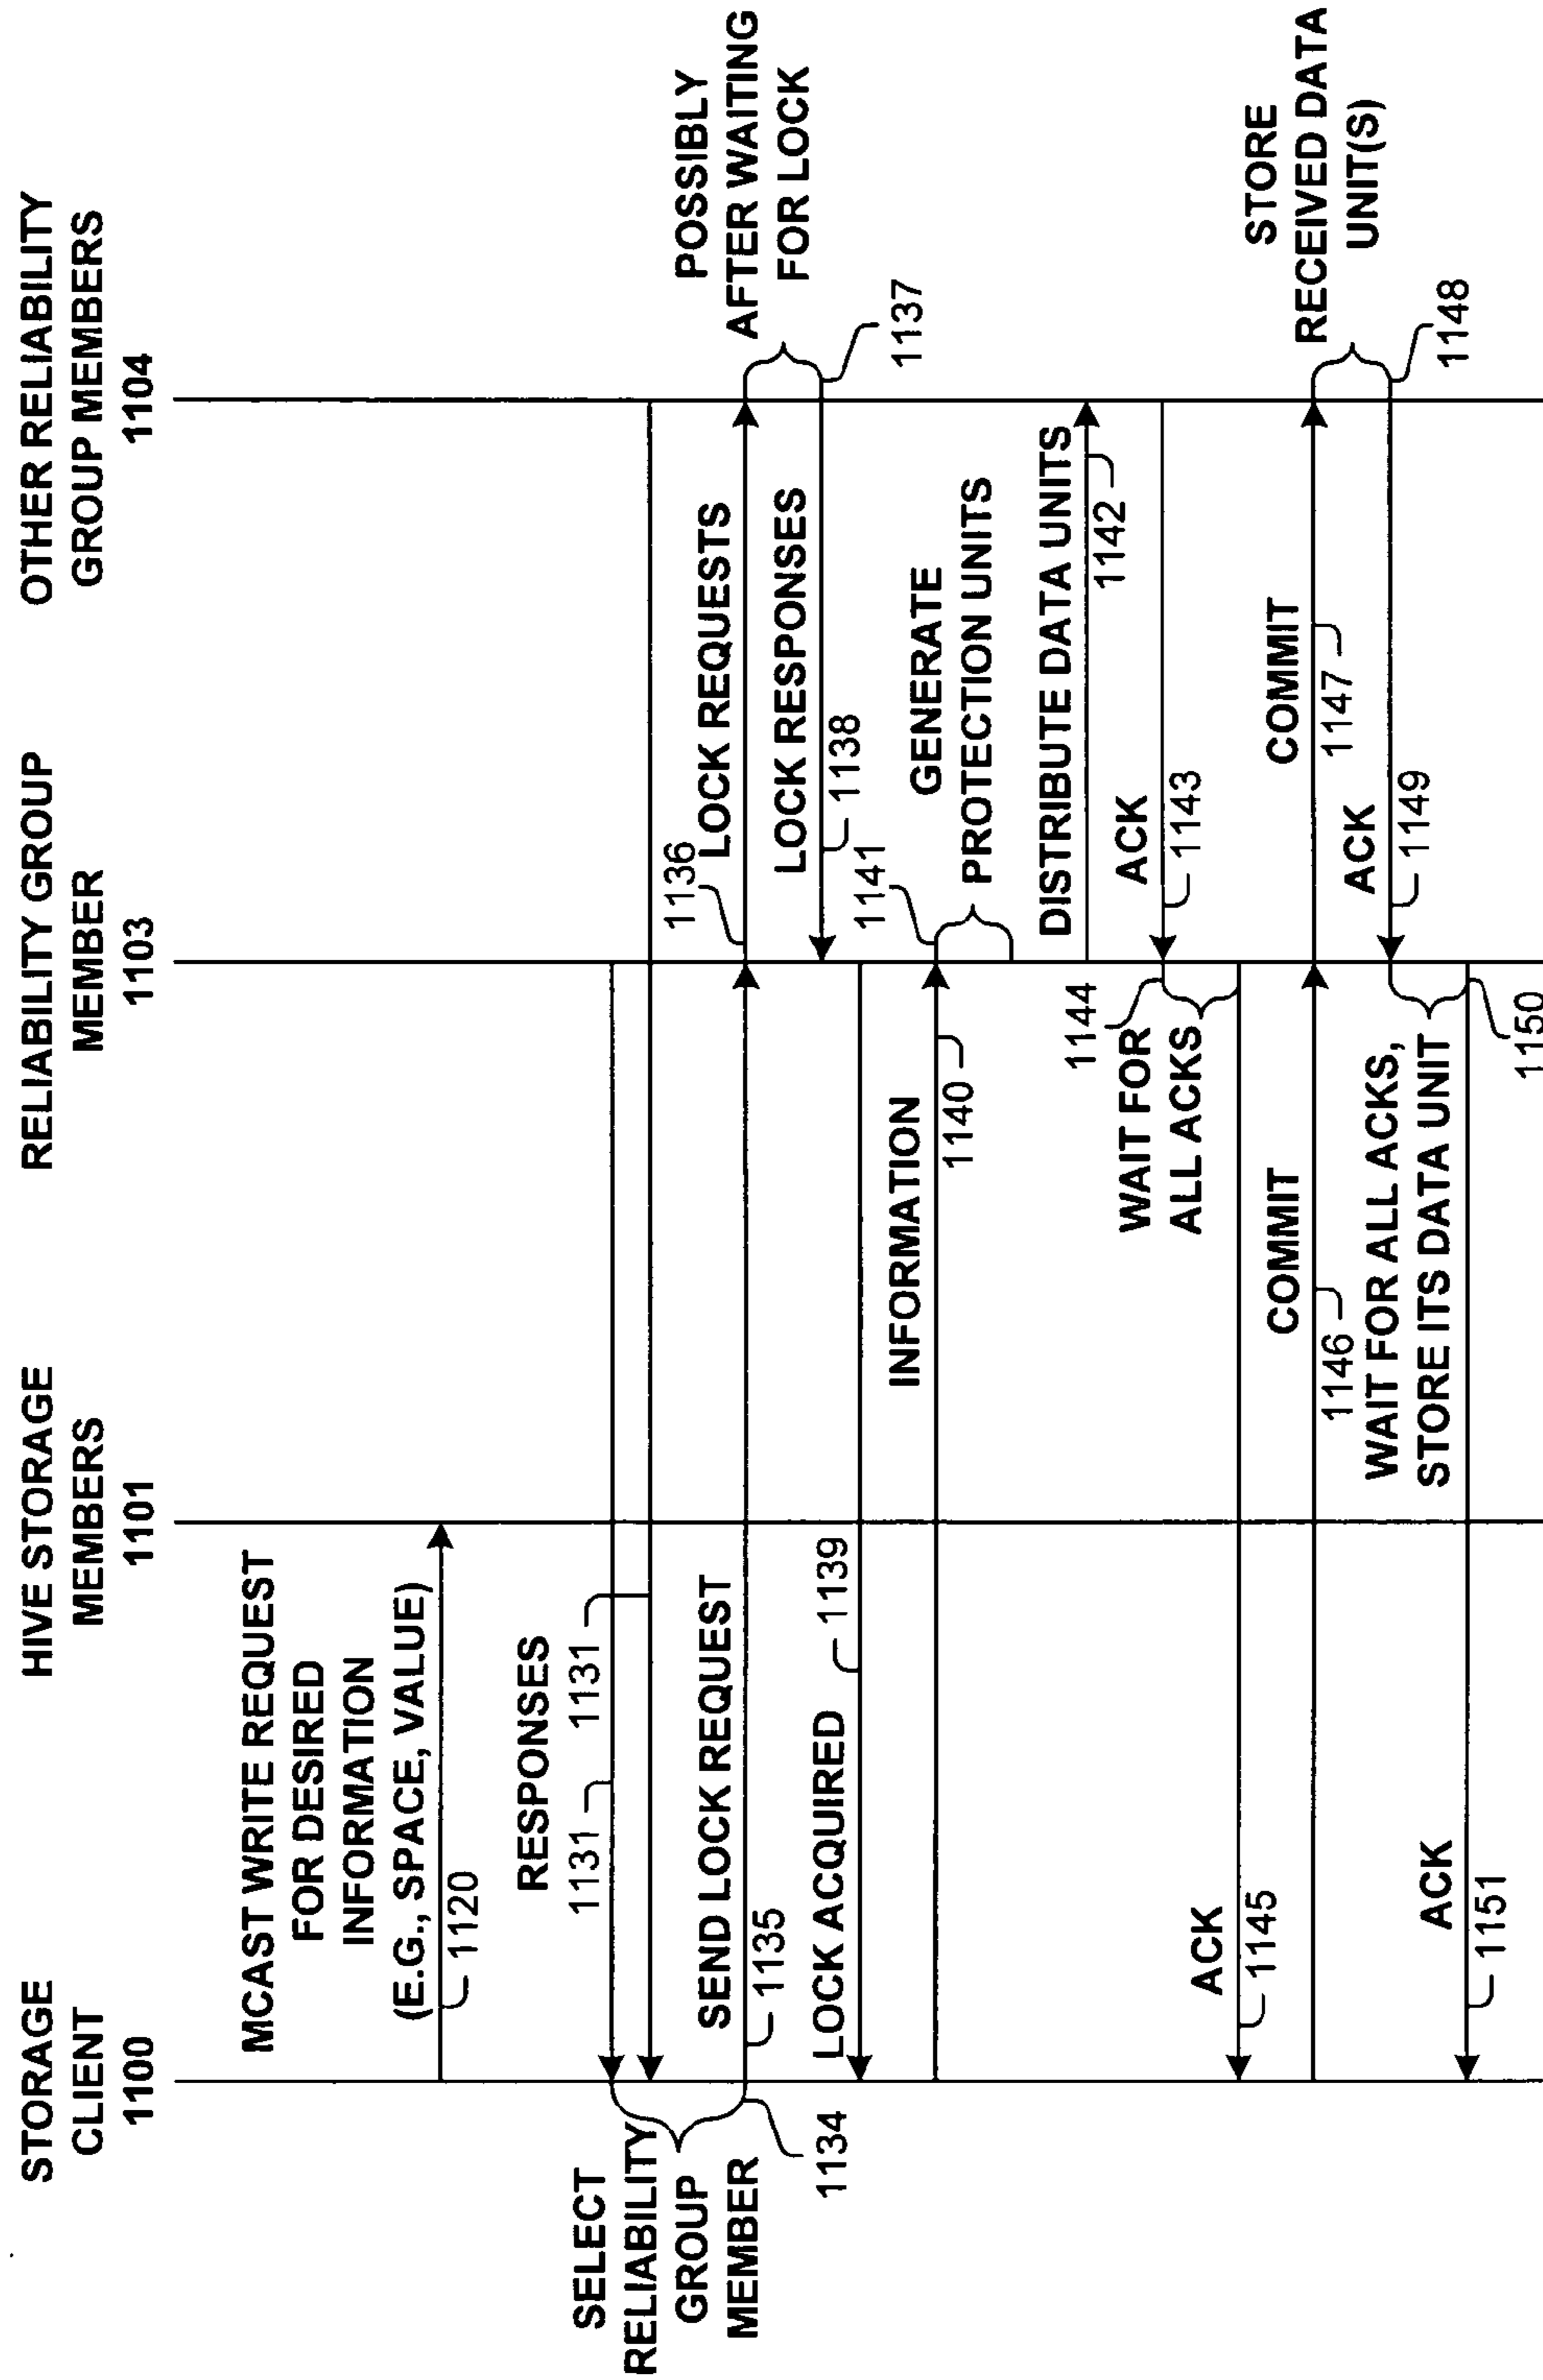 STORAGE
CLIENT
1100
HIVE STORAGE
MEMBERS
1101
RELIABILITY GROUP
MEMBER
1103
OTHER RELIABILITY
GROUP MEMBERS
1104
MCAST WRITE REQUEST
FOR DESIRED
INFORMATION
(E.G., SPACE, VALUE)
1120
RESPONSES
1131
1131
SELECT
RELIABILITY
GROUP
MEMBER
1134
SEND LOCK REQUEST
1135
1136
LOCK REQUESTS
POSSIBLY
AFTER WAITING
FOR LOCK
1137
LOCK RESPONSES
1138
LOCK ACQUIRED
1139
INFORMATION
1140
1141
GENERATE
PROTECTION UNITS
DISTRIBUTE DATA UNITS
1142
ACK
1143
1144
WAIT FOR
ALL ACKS
ACK
1145
COMMIT
1146
COMMIT
1147
STORE
RECEIVED DATA
UNIT(S)
1148
ACK
1149
WAIT FOR ALL ACKS,
STORE ITS DATA UNIT
1150
ACK
1151